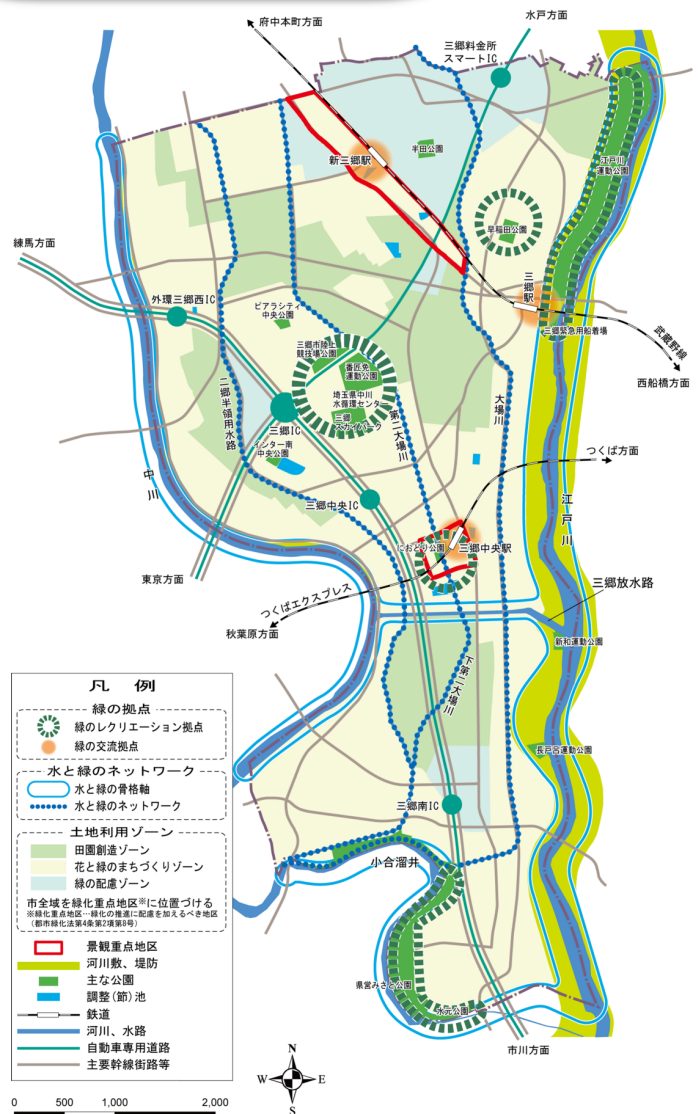 府中本町方面
水戸方面
三郷料金所
スマートIC
新三郷駅
半田公園
江戸川
運動公園
早稲田公園
練馬方面
三郷駅
外環三郷西IC
ピアラシティ
中央公園
三郷緊急用船着場
武蔵野線
三郷市陸上
競技場公園
番匠免
運動公園
西船橋方面
埼玉県中川
水循環センター
二郷半領用水路
三郷
スカイパーク
第二大場川
大場川
三郷IC
インター南
中央公園
つくば方面
中川
江戸川
三郷中央IC
におどり公園
三郷中央駅
東京方面
つくばエクスプレス
三郷放水路
秋葉原方面
新和運動公園
下第二大場川
長戸呂運動公園
三郷南IC
小合溜井
県営みさと公園
水元公園
市川方面
凡例
緑の拠点
緑のレクリエーション拠点
緑の交流拠点
水と緑のネットワーク
水と緑の骨格軸
水と緑のネットワーク
土地利用ゾーン
田園創造ゾーン
花と緑のまちづくりゾーン
緑の配慮ゾーン
市全域を緑化重点地区※に位置づける
※緑化重点地区…緑化の推進に配慮を加えるべき地区
(都市緑化法第4条第2項第8号)
景観重点地区
河川敷、堤防
主な公園
調整(節)池
鉄道
河川、水路
自動車専用道路
主要幹線街路等
N
W
E
S
0 500 1,000 2,000